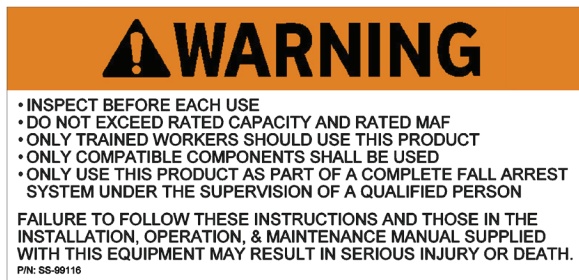 WARNING
• INSPECT BEFORE EACH USE
• DO NOT EXCEED RATED CAPACITY AND RATED MAF
• ONLY TRAINED WORKERS SHOULD USE THIS PRODUCT
• ONLY COMPATIBLE COMPONENTS SHALL BE USED
• ONLY USE THIS PRODUCT AS PART OF A COMPLETE FALL ARREST
SYSTEM UNDER THE SUPERVISION OF A QUALIFIED PERSON
FAILURE TO FOLLOW THESE INSTRUCTIONS AND THOSE IN THE
INSTALLATION, OPERATION, & MAINTENANCE MANUAL SUPPLIED
WITH THIS EQUIPMENT MAY RESULT IN SERIOUS INJURY OR DEATH.
P/N: SS-99116